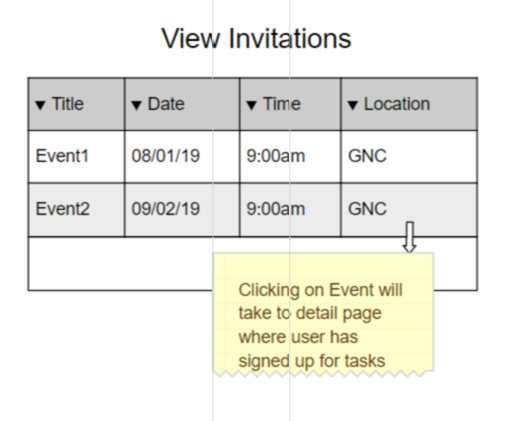 View Invitations
▼ Title ▼ Date ▼ Time ▼ Location
Event1 08/01/19 9:00am GNC
Event2 09/02/19 9:00am GNC
Clicking on Event will
take to detail page
where user has
signed up for tasks